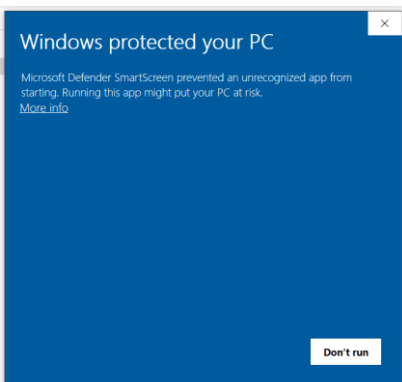 Windows protected your PC
Microsoft Defender SmartScreen prevented an unrecognized app from
starting. Running this app might put your PC at risk.
More info
Don't run